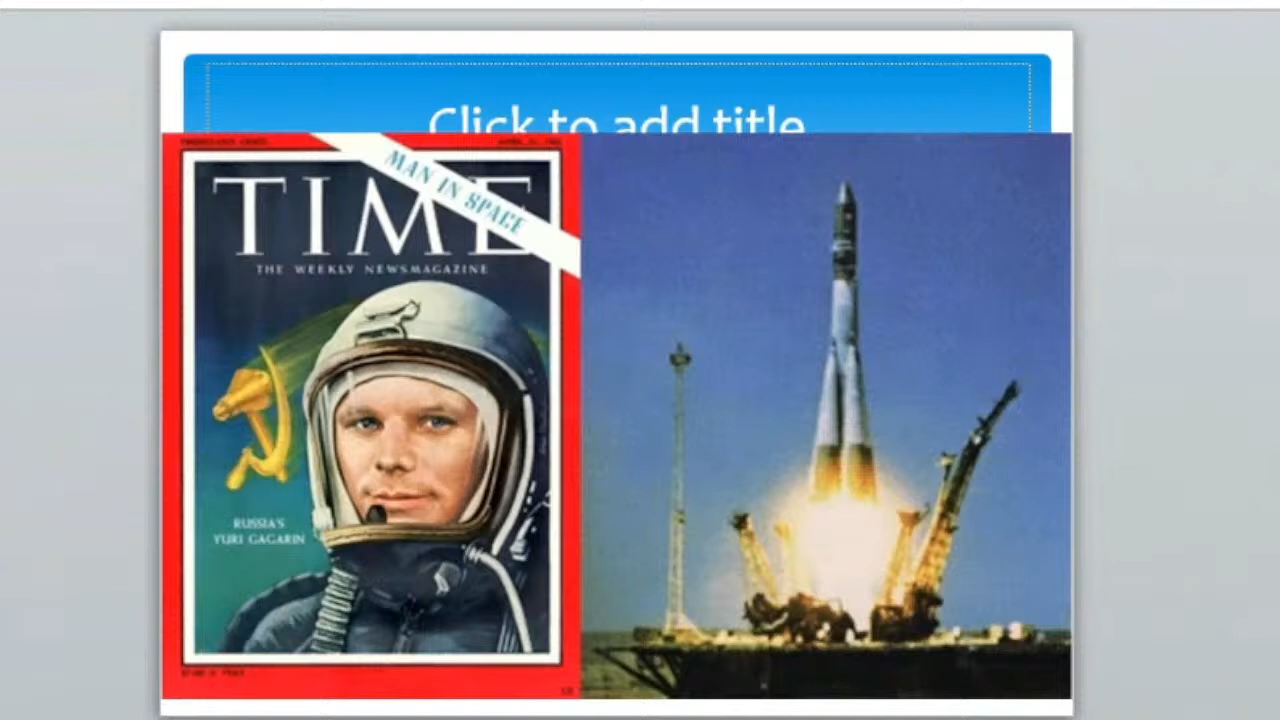 Click to add title
MAN IN SPACE
TIME
THE WEEKLY NEWSMAGAZINE
RUSSIA'S
YURI GAGARIN